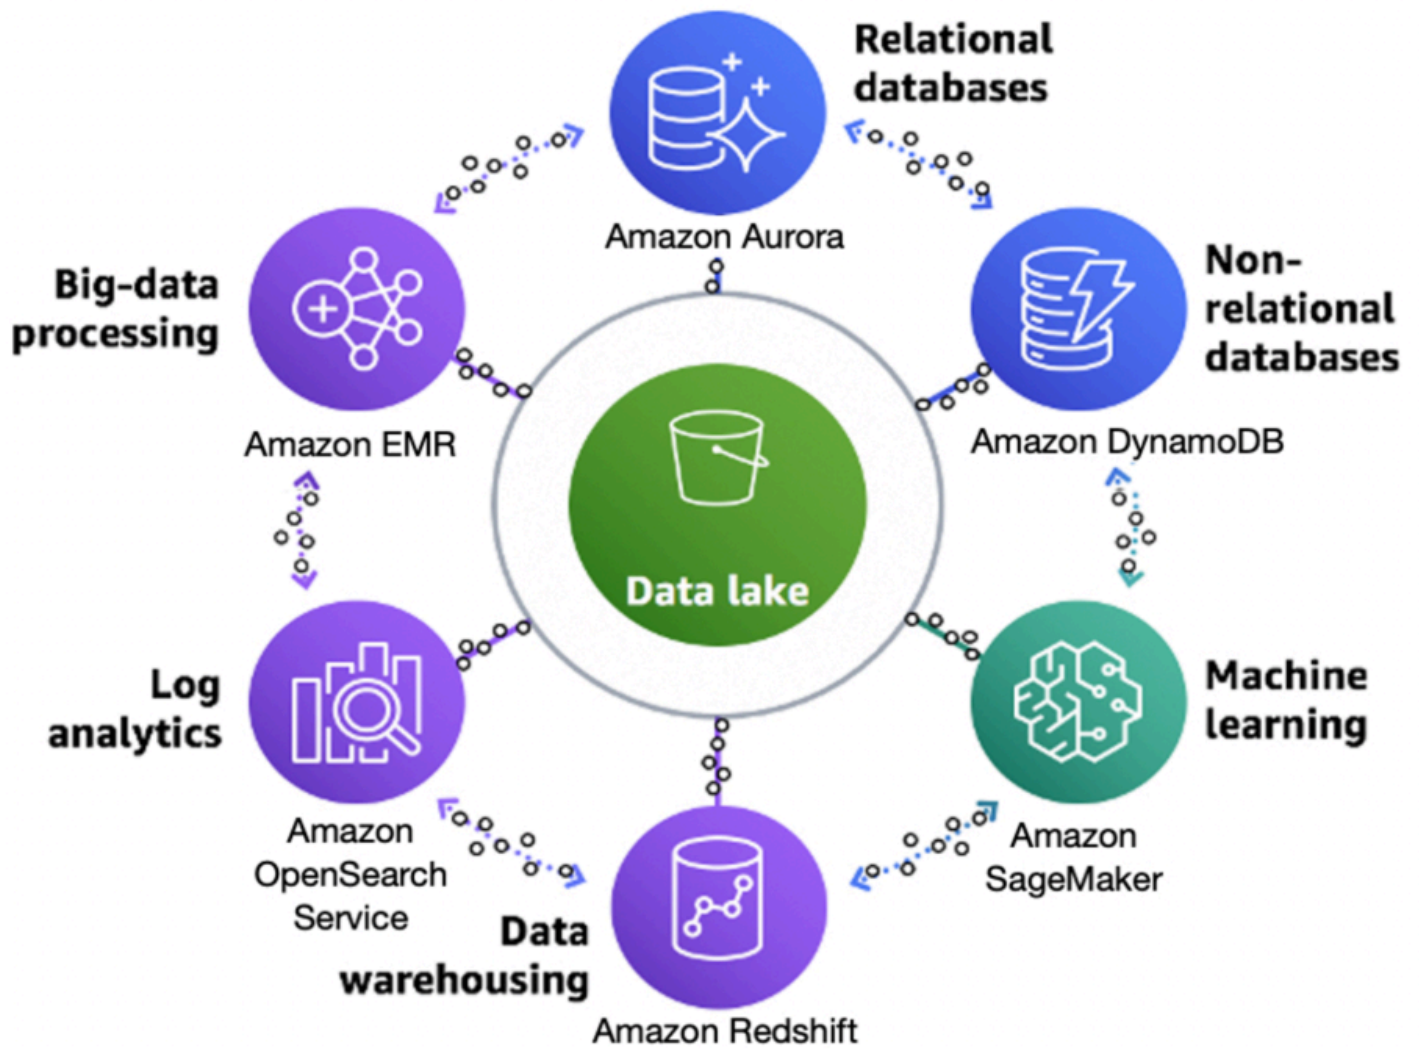 Relational
databases
Amazon Aurora
Non-
relational
databases
Amazon DynamoDB
Machine
learning
Amazon
SageMaker
Data
warehousing
Amazon Redshift
Log
analytics
Amazon
OpenSearch
Service
Big-data
processing
Amazon EMR
Data lake